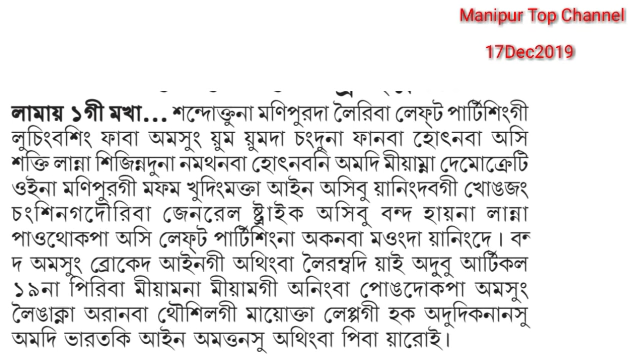 Manipur Top Channel
17Dec2019
লামায় ১গী মখা... শন্দোক্তুনা মণিপুরদা লৈরিবা লেফ্ট পার্টিশিংগী
লুচিংবশিং ফাবা অমসুং য়ুম য়ুমদা চংদুনা ফানবা হোৎনবা অসি
শক্তি লান্না শিজিন্নদুনা নমথনবা হোৎনবনি অমদি মীয়াম্না দেমোক্রেটি
ওইনা মণিপুরগী মফম খুদিংমক্তা আইন অসিবু য়ানিংদবগী খোঙজং
চংশিনগদৌরিবা জেনরেল ষ্ট্রাইক অসিবু বন্দ হায়না লান্না
পাওথোকপা অসি লেফ্ট পার্টিশিংনা অকনবা মওংদা য়ানিংদে। বন্
দ অমসুং ব্লোকেদ আইনগী অথিংবা লৈরম্বদি য়াই অদুবু আর্টিকল
১৯না পিরিবা মীয়ামনা মীয়ামগী অনিংবা পোঙদোকপা অমসুং
লৈঙাক্না অরানবা থৌশিলগী মায়োক্তা লেপ্পগী হক অদুদিকনানসু
অমদি ভারতকি আইন অমত্তনসু অথিংবা পিবা য়ারোই।